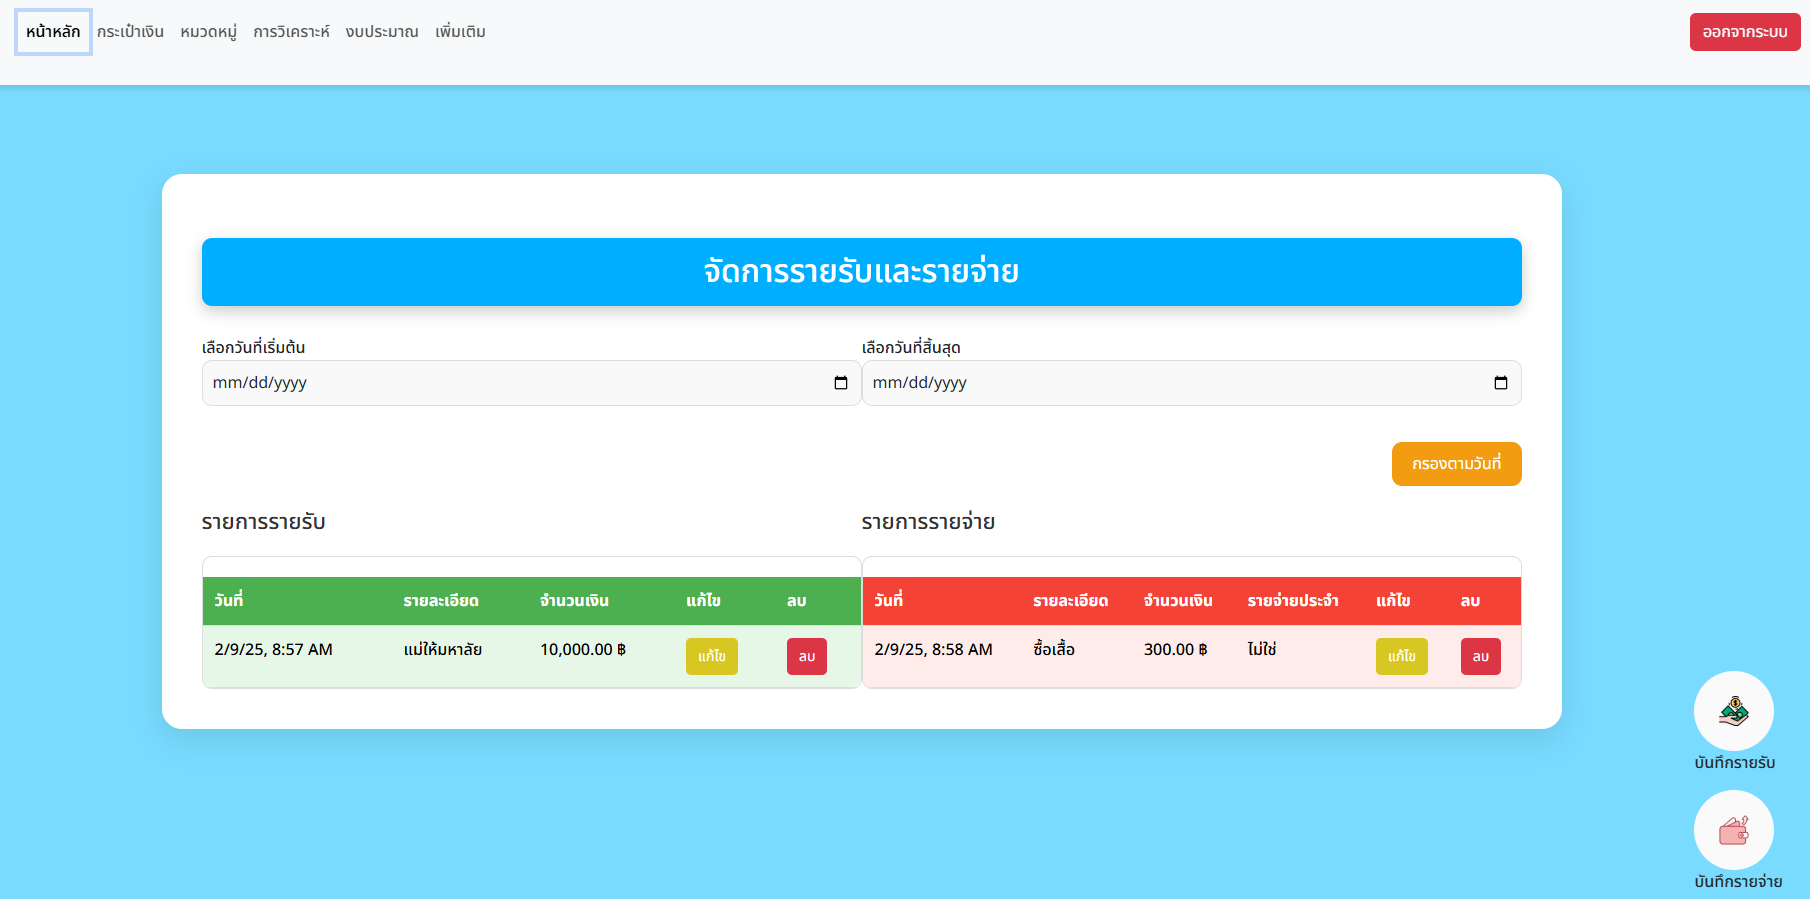 หน้าหลัก กระเป๋าเงิน หมวดหมู่ การวิเคราะห์ งบประมาณ เพิ่มเติม ออกจากระบบ
จัดการรายรับและรายจ่าย
เลือกวันที่เริ่มต้น เลือกวันที่สิ้นสุด
mm/dd/yyyy mm/dd/yyyy
กรองตามวันที่
รายการรายรับ รายการรายจ่าย
วันที่ รายละเอียด จำนวนเงิน แก้ไข ลบ วันที่ รายละเอียด จำนวนเงิน รายจ่ายประจำ แก้ไข ลบ
2/9/25, 8:57 AM แม่ให้มหาลัย 10,000.00 ฿ แก้ไข ลบ 2/9/25, 8:58 AM ซื้อเสื้อ 300.00 ฿ ไม่ใช่ แก้ไข ลบ
บันทึกรายรับ
บันทึกรายจ่าย